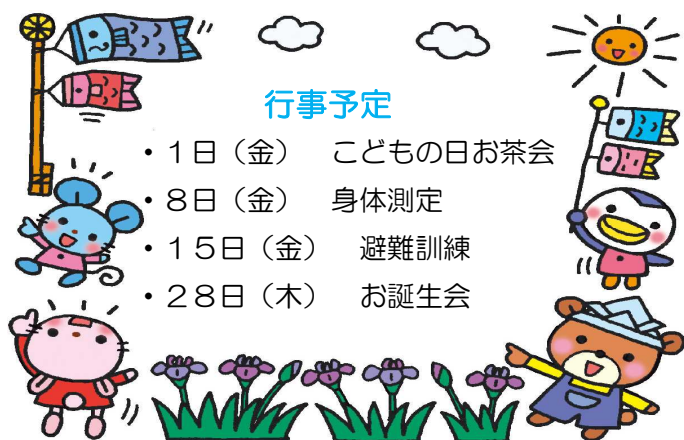 行事予定
・１日（金）　こどもの日お茶会
・８日（金）　身体測定
・１５日（金）　避難訓練
・２８日（木）　お誕生会